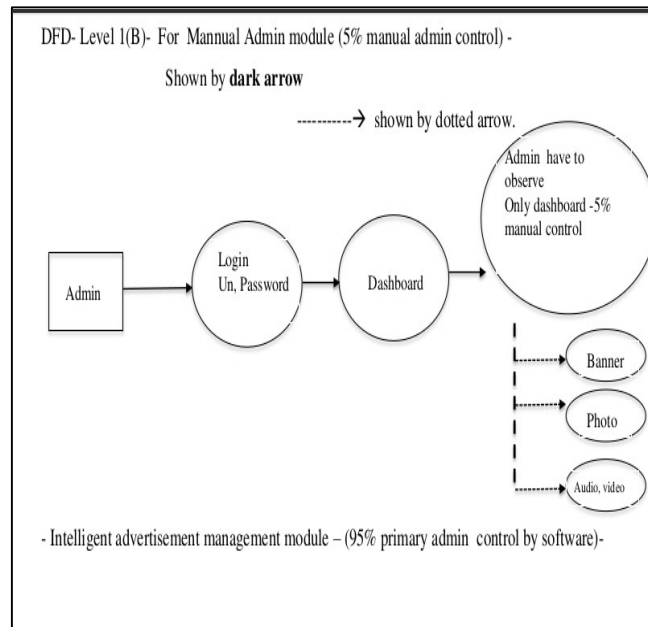 DFD- Level 1(B)- For Mannual Admin module (5% manual admin control) -
Shown by dark arrow
shown by dotted arrow.
Admin have to
observe
Only dashboard -5%
manual control
Login
Un, Password
Dashboard
Admin
Banner
Photo
Audio, video
- Intelligent advertisement management module – (95% primary admin control by software)-